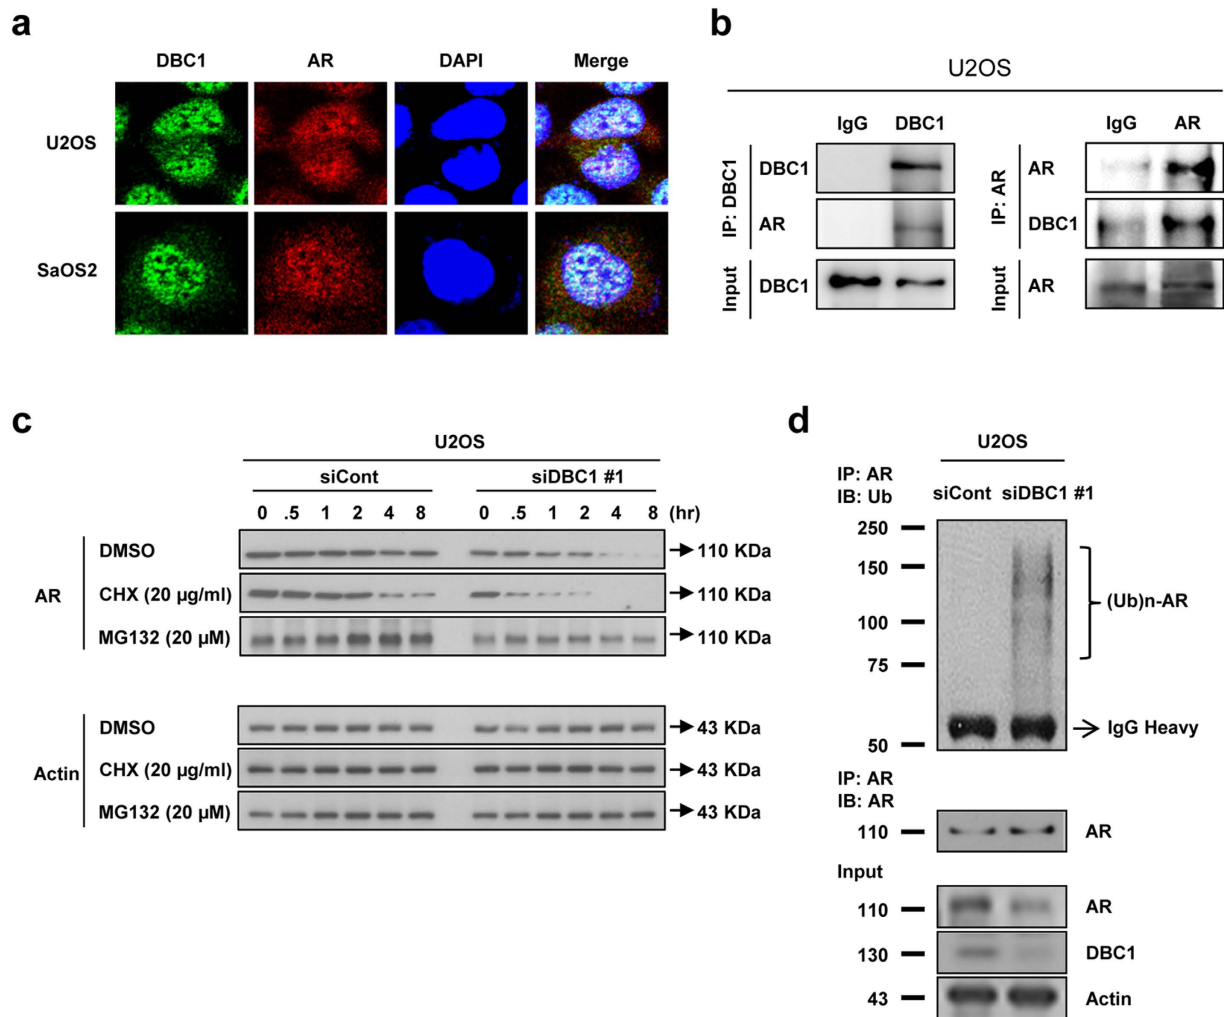 a
DBC1 AR DAPI Merge
U2OS
SaOS2
b
U2OS
IgG DBC1
IP: DBC1
DBC1
AR
Input
DBC1
IgG AR
IP: AR
AR
DBC1
Input
AR
c
U2OS
siCont siDBC1 #1
0 .5 1 2 4 8 0 .5 1 2 4 8 (hr)
AR
DMSO 110 KDa
CHX (20 µg/ml) 110 KDa
MG132 (20 µM) 110 KDa
Actin
DMSO 43 KDa
CHX (20 µg/ml) 43 KDa
MG132 (20 µM) 43 KDa
d
U2OS
IP: AR
IB: Ub
siCont siDBC1 #1
250
150
(Ub)n-AR
100
75
IgG Heavy
50
IP: AR
IB: AR
110 AR
Input
110 AR
130 DBC1
43 Actin